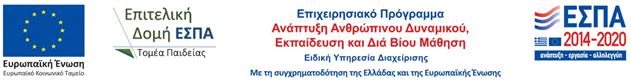 Ευρωπαϊκή Ένωση
Ευρωπαϊκό Κοινωνικό Ταμείο
Επιτελική
Δομή ΕΣΠΑ
Τομέα Παιδείας
Επιχειρησιακό Πρόγραμμα
Ανάπτυξη Ανθρώπινου Δυναμικού,
Εκπαίδευση και Διά Βίου Μάθηση
Ειδική Υπηρεσία Διαχείρισης
Με τη συγχρηματοδότηση της Ελλάδας και της Ευρωπαϊκής Ένωσης
ΕΣΠΑ
2014-2020
ανάπτυξη - εργασία - αλληλεγγύη